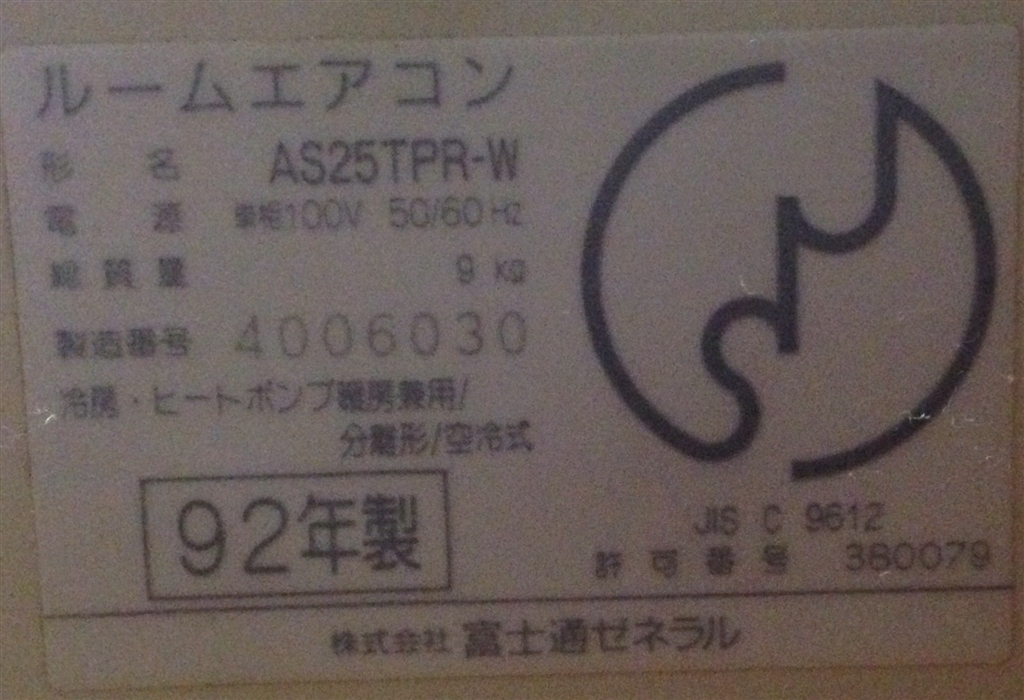 ルームエアコン
形名 AS25TPR-W
電源 単相100V 50/60Hz
総質量 9 kg
製造番号 4006030
冷房・ヒートポンプ暖房兼用/
分離形/空冷式
92年製
JIS C 9612
許可番号 380079
株式会社 富士通ゼネラル